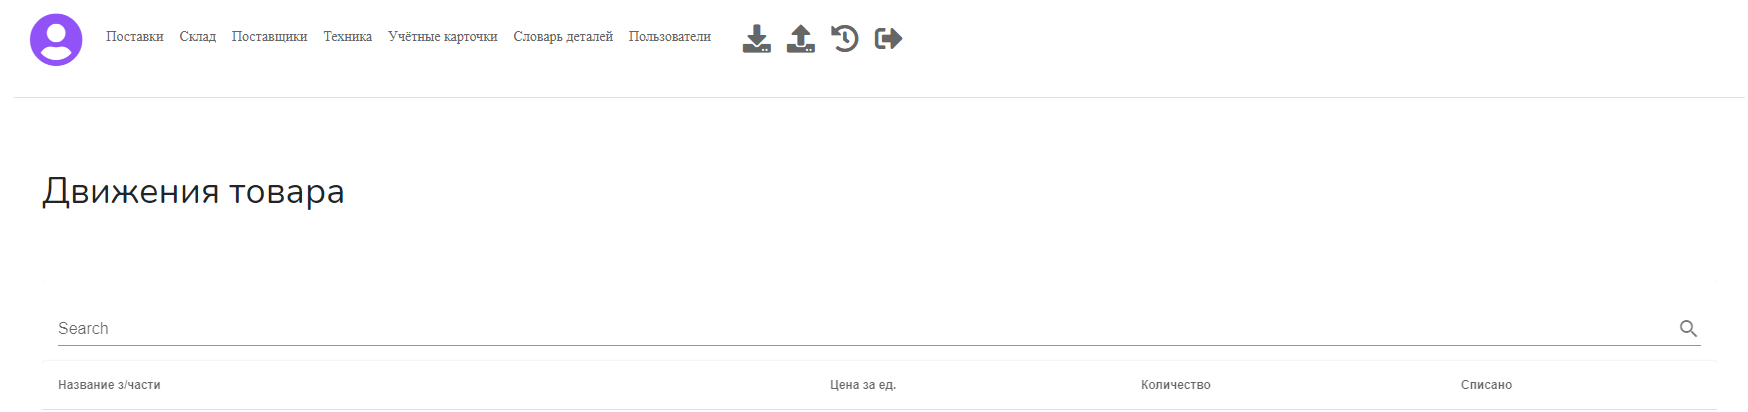 Поставки Склад Поставщики Техника Учётные карточки Словарь деталей Пользователи
Движения товара
Search
Название з/части Цена за ед. Количество Списано